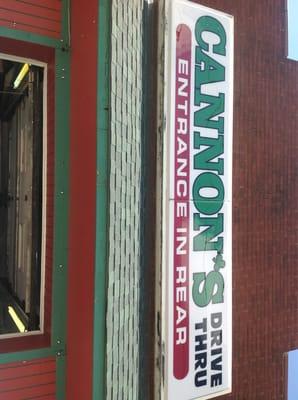 CANNON'S DRIVE THRU
ENTRANCE IN REAR